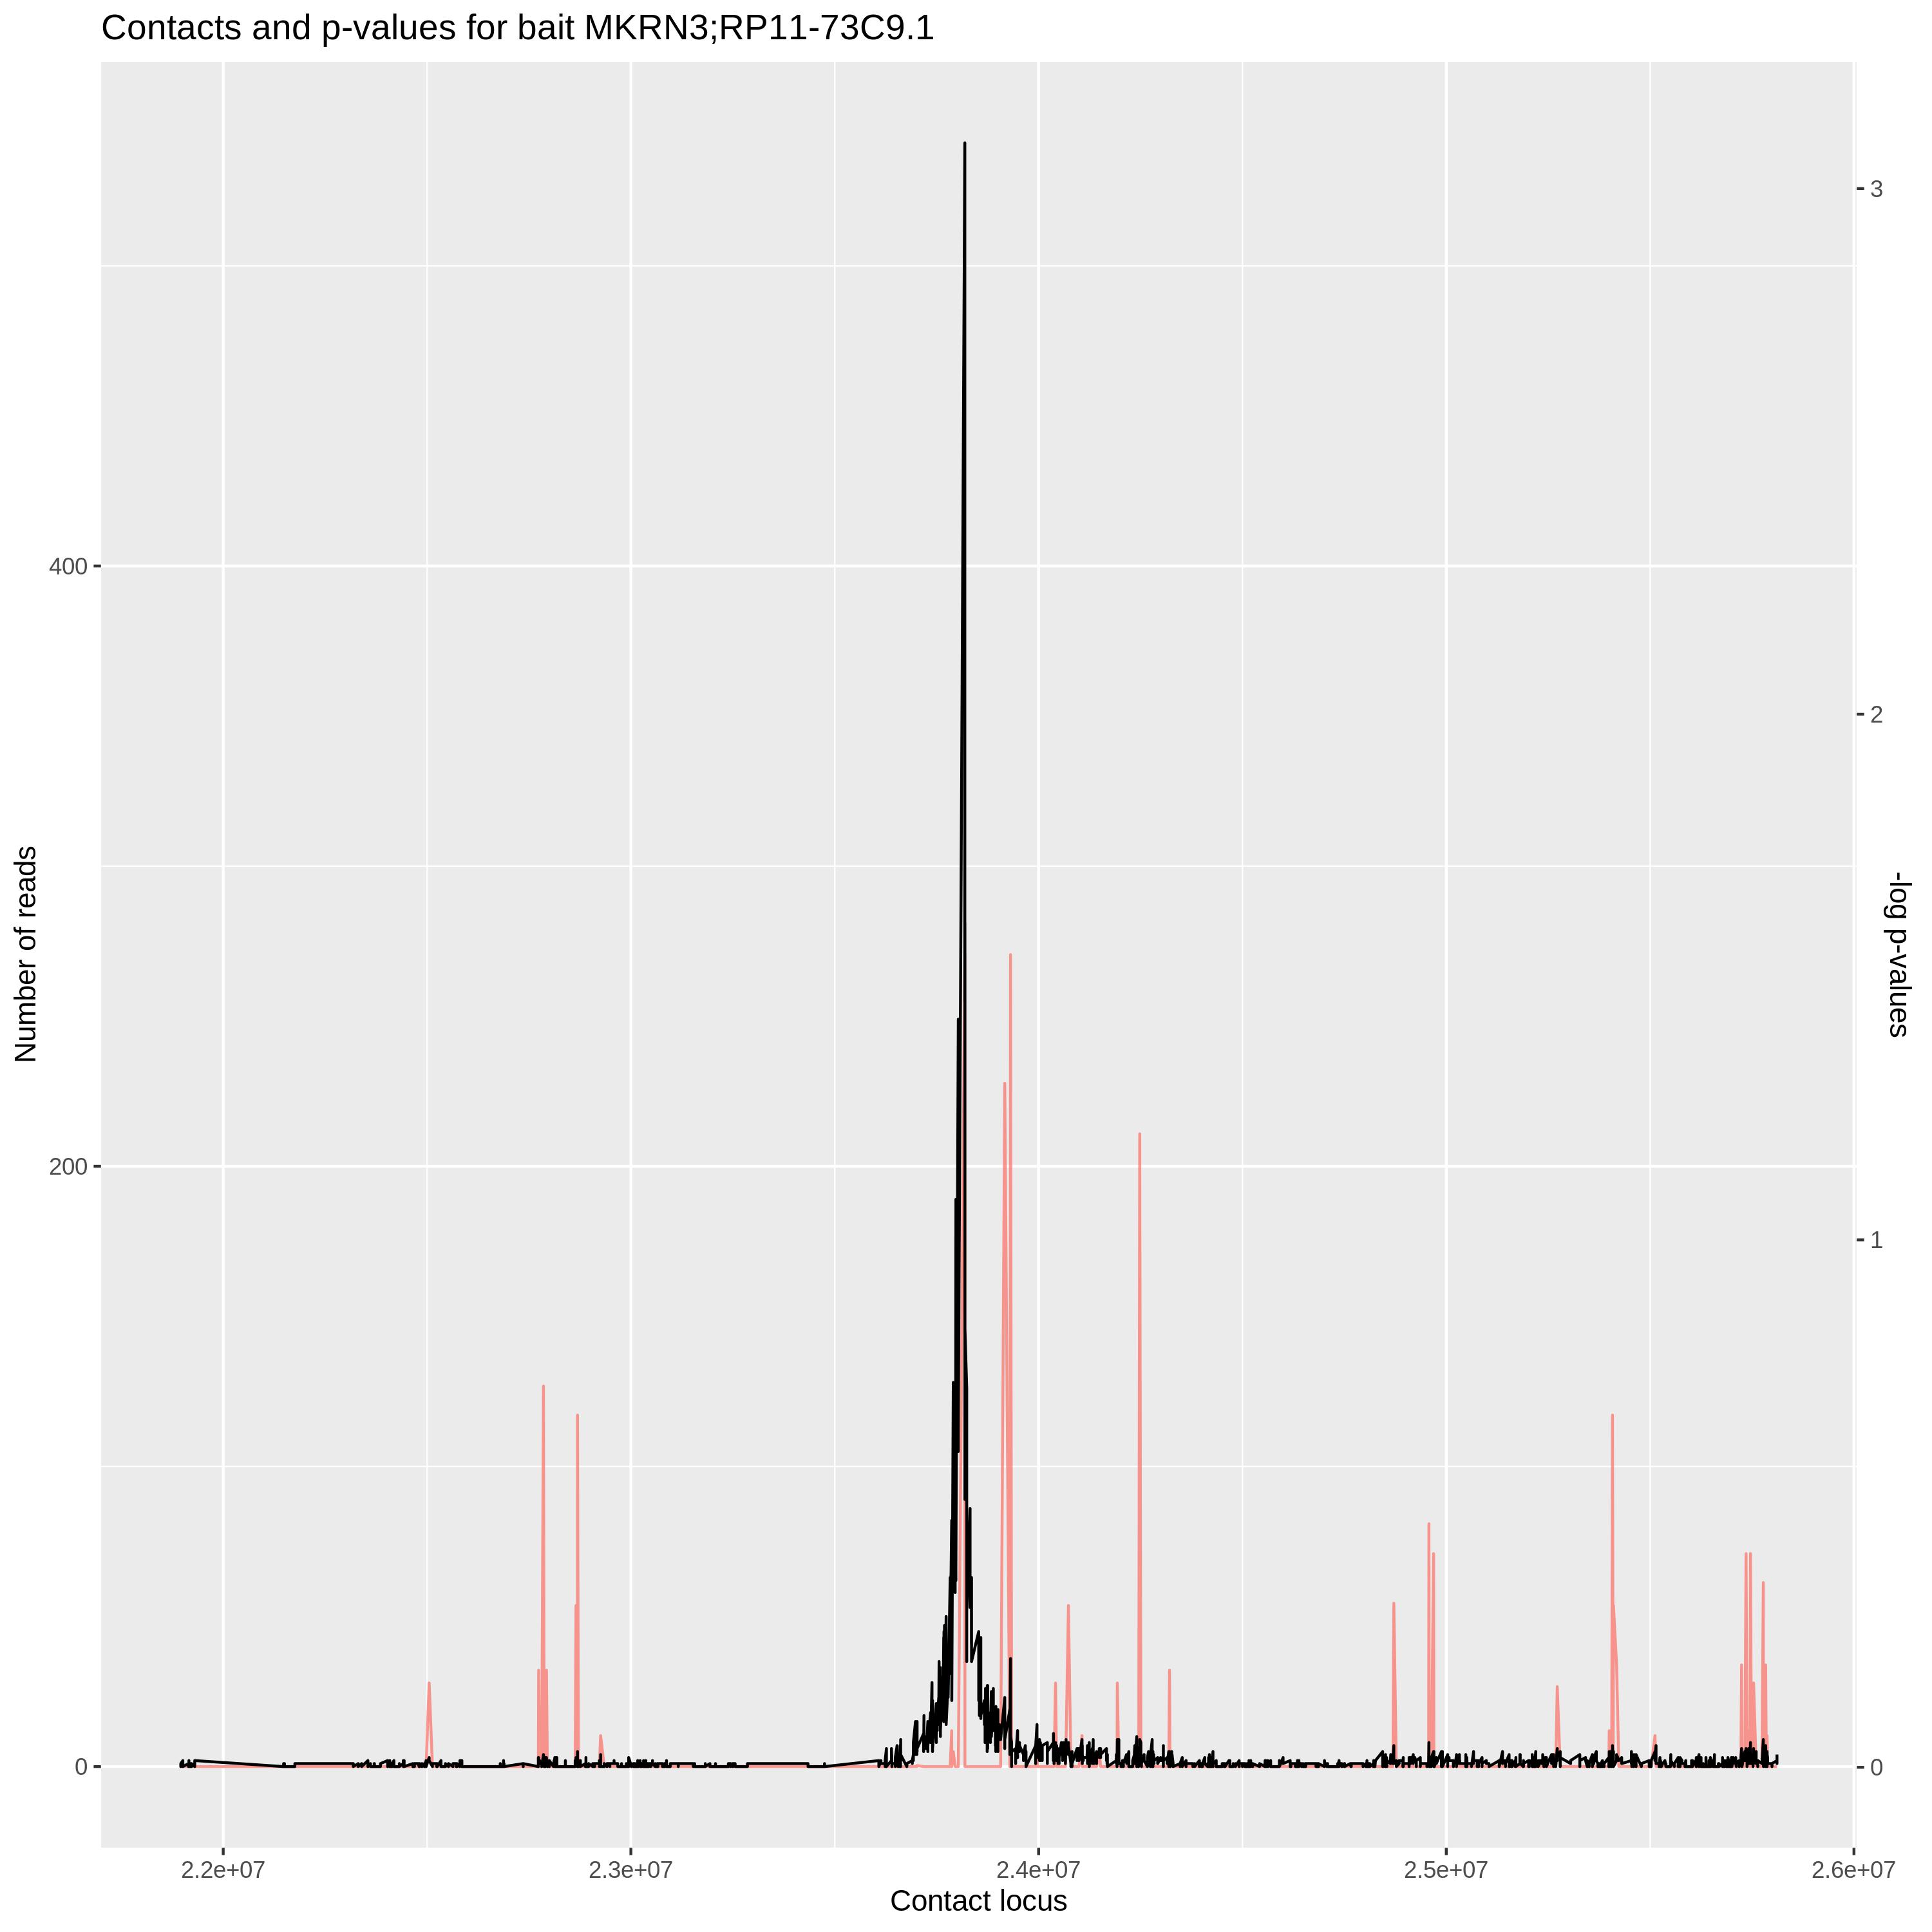 Contacts and p-values for bait MKRN3;RP11-73C9.1
Number of reads
400
200
0
3
2
1
0
-log p-values
2.2e+07
2.3e+07
2.4e+07
2.5e+07
2.6e+07
Contact locus